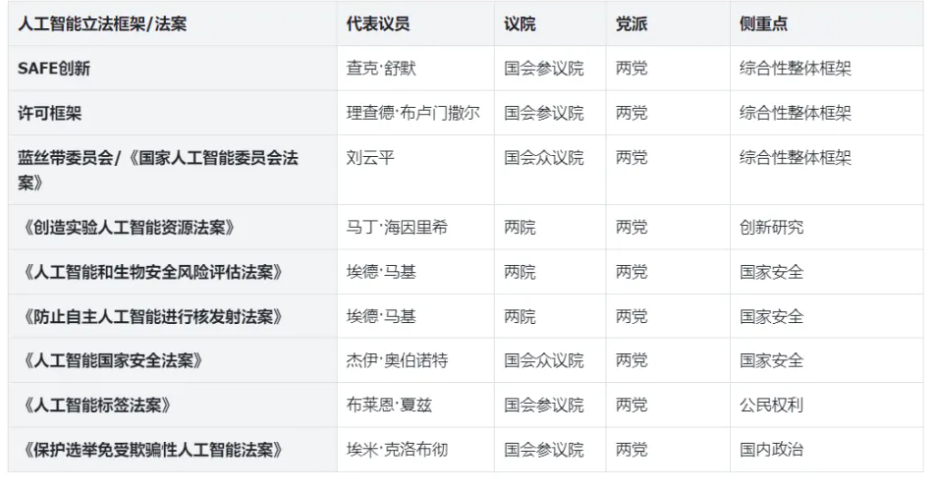 人工智能立法框架/法案 代表议员 议院 党派 侧重点
SAFE创新 查克·舒默 国会参议院 两党 综合性整体框架
许可框架 理查德·布卢门撒尔 国会参议院 两党 综合性整体框架
蓝丝带委员会/《国家人工智能委员会法 刘云平 国会众议院 两党 综合性整体框架
案》
《创造实验人工智能资源法案》 马丁·海因里希 两院 两党 创新研究
《人工智能和生物安全风险评估法案》 埃德·马基 两院 两党 国家安全
《防止自主人工智能进行核发射法案》 埃德·马基 两院 两党 国家安全
《人工智能国家安全法案》 杰伊·奥伯诺特 国会众议院 两党 国家安全
《人工智能标签法案》 布莱恩·夏兹 国会参议院 两党 公民权利
《保护选举免受欺骗性人工智能法案》 埃米·克洛布彻 国会参议院 两党 国内政治